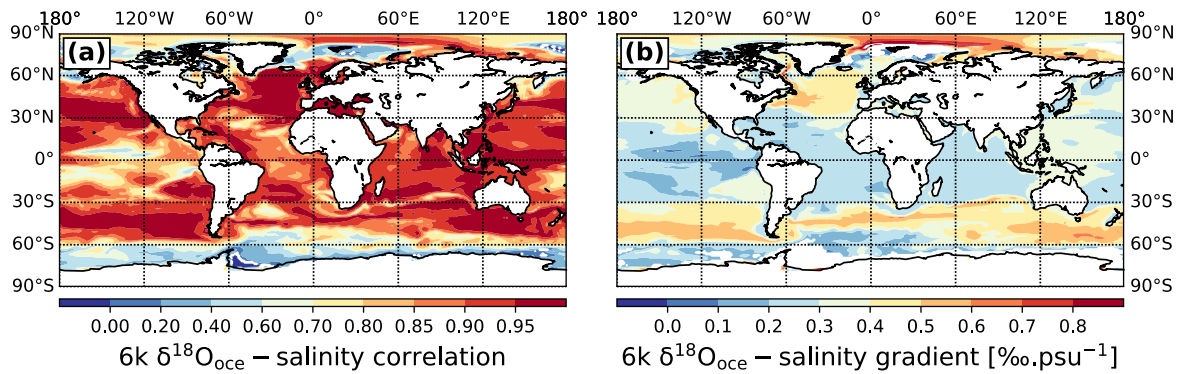 180° 120°W 60°W 0° 60°E 120°E 180°
180° 120°W 60°W 0° 60°E 120°E 180°
90°N
60°N
30°N
0°
30°S
60°S
90°S
(a)
(b)
90°N
60°N
30°N
0°
30°S
60°S
90°S
0.00 0.20 0.40 0.60 0.70 0.80 0.85 0.90 0.95
6k δ¹⁸Oₒcₑ − salinity correlation
0.0 0.1 0.2 0.3 0.4 0.5 0.6 0.7 0.8
6k δ¹⁸Oₒcₑ − salinity gradient [‰.psu⁻¹]